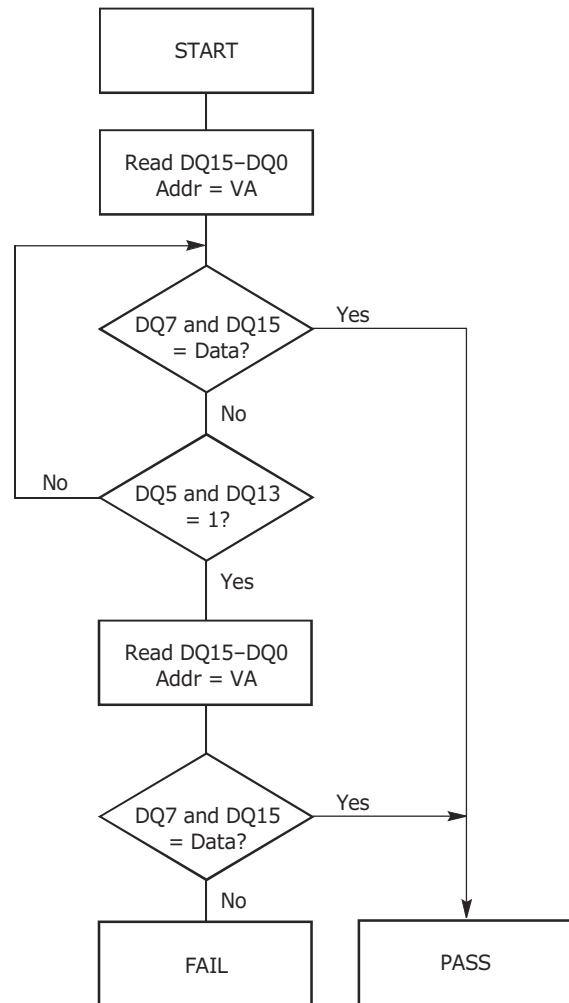 START
Read DQ15–DQ0
Addr = VA
DQ7 and DQ15
= Data?
Yes
No
DQ5 and DQ13
= 1?
No
Yes
Read DQ15–DQ0
Addr = VA
DQ7 and DQ15
= Data?
Yes
No
FAIL
PASS